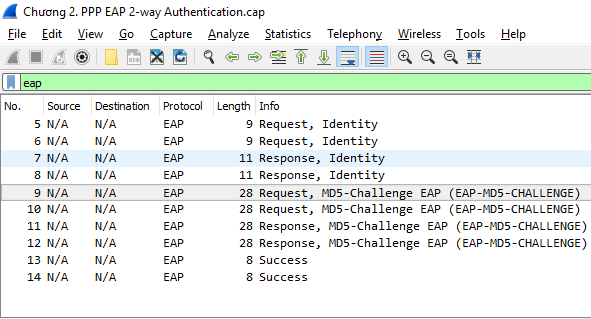 Chương 2. PPP EAP 2-way Authentication.cap
File Edit View Go Capture Analyze Statistics Telephony Wireless Tools Help
eap
No. Source Destination Protocol Length Info
5 N/A N/A EAP 9 Request, Identity
6 N/A N/A EAP 9 Request, Identity
7 N/A N/A EAP 11 Response, Identity
8 N/A N/A EAP 11 Response, Identity
9 N/A N/A EAP 28 Request, MD5-Challenge EAP (EAP-MD5-CHALLENGE)
10 N/A N/A EAP 28 Request, MD5-Challenge EAP (EAP-MD5-CHALLENGE)
11 N/A N/A EAP 28 Response, MD5-Challenge EAP (EAP-MD5-CHALLENGE)
12 N/A N/A EAP 28 Response, MD5-Challenge EAP (EAP-MD5-CHALLENGE)
13 N/A N/A EAP 8 Success
14 N/A N/A EAP 8 Success